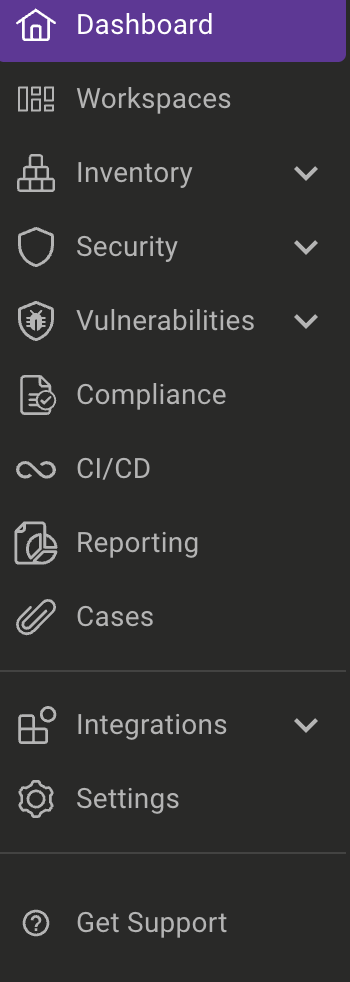 Dashboard
Workspaces
Inventory
Security
Vulnerabilities
Compliance
CI/CD
Reporting
Cases
Integrations
Settings
Get Support